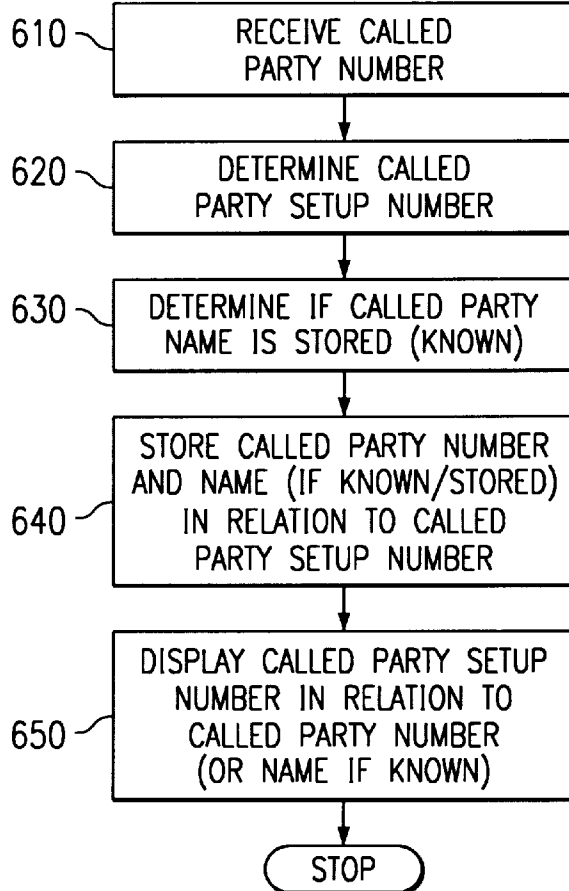 610
RECEIVE CALLED
PARTY NUMBER
620
DETERMINE CALLED
PARTY SETUP NUMBER
630
DETERMINE IF CALLED PARTY
NAME IS STORED (KNOWN)
640
STORE CALLED PARTY NUMBER
AND NAME (IF KNOWN/STORED)
IN RELATION TO CALLED
PARTY SETUP NUMBER
650
DISPLAY CALLED PARTY SETUP
NUMBER IN RELATION TO
CALLED PARTY NUMBER
(OR NAME IF KNOWN)
STOP